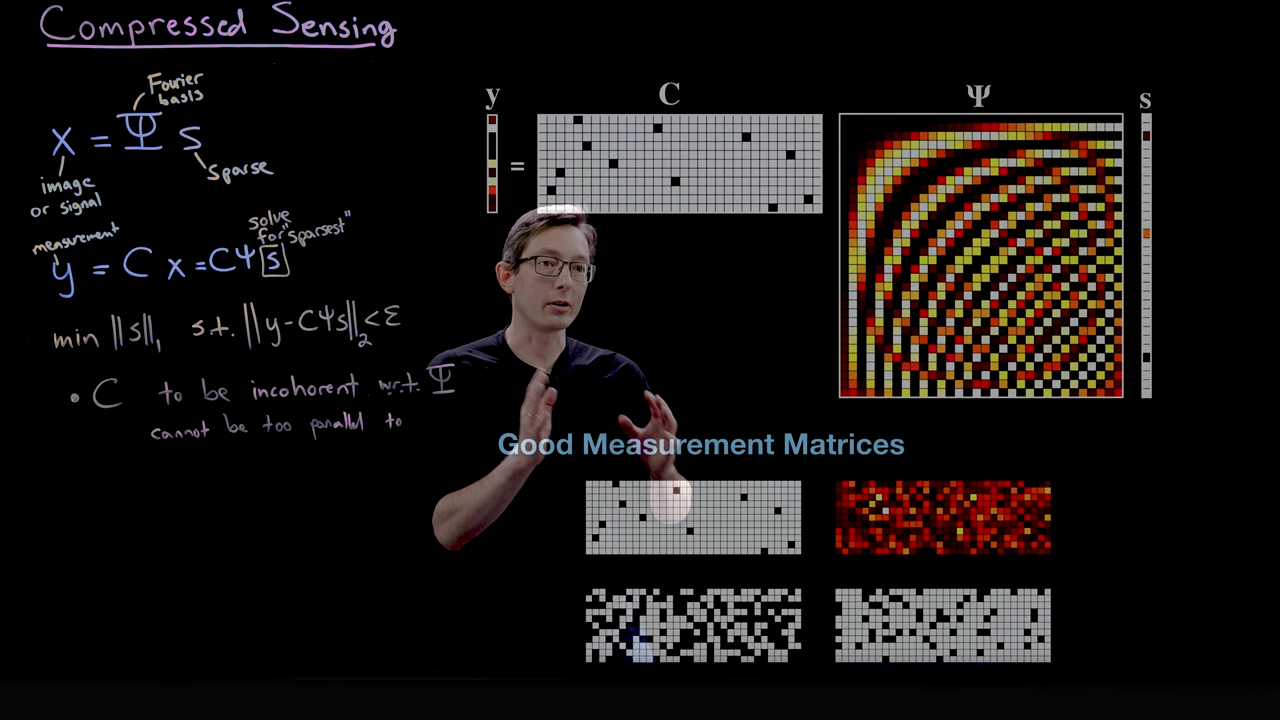 Compressed Sensing
Fourier
basis
x = Ψ s
sparse
image
or signal
measurement
solve
for "sparsest"
y = C x = CΨ s
min ||s||₁ s.t. ||y - CΨs||₂ < ε
• C to be incohorent w.r.t. Ψ
cannot be too parallel to
y = C Ψ s
Good Measurement Matrices